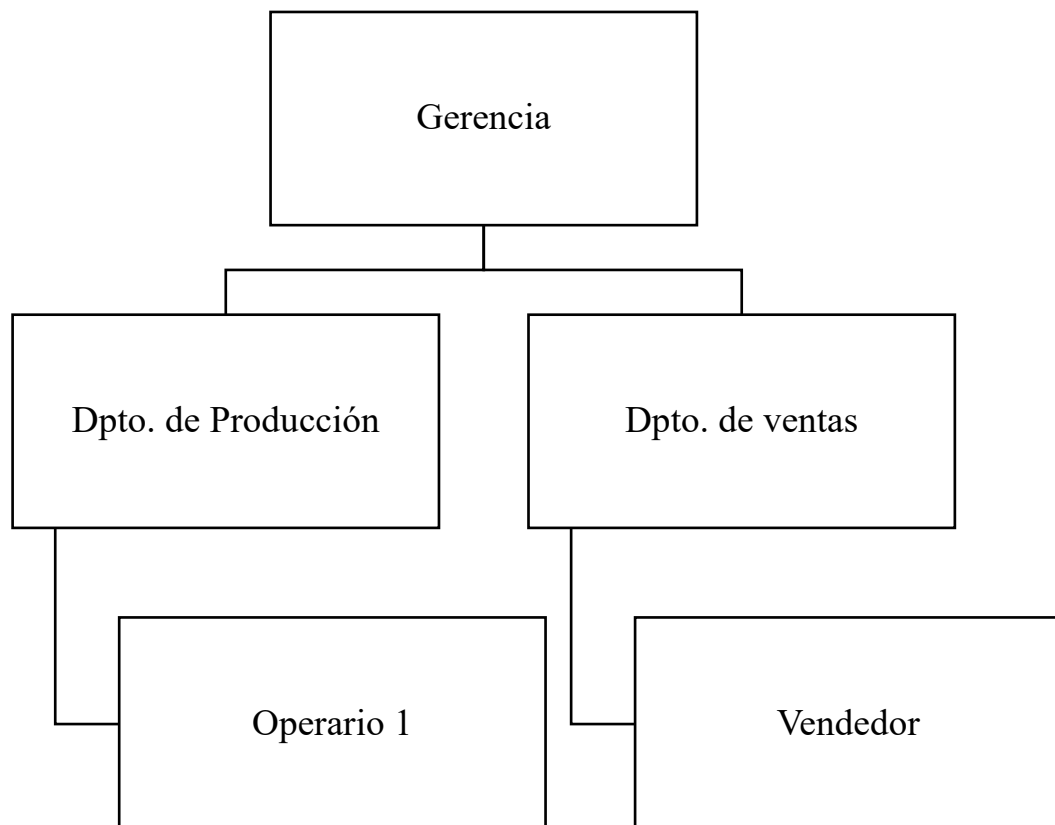 Gerencia
Dpto. de Producción
Dpto. de ventas
Operario 1
Vendedor